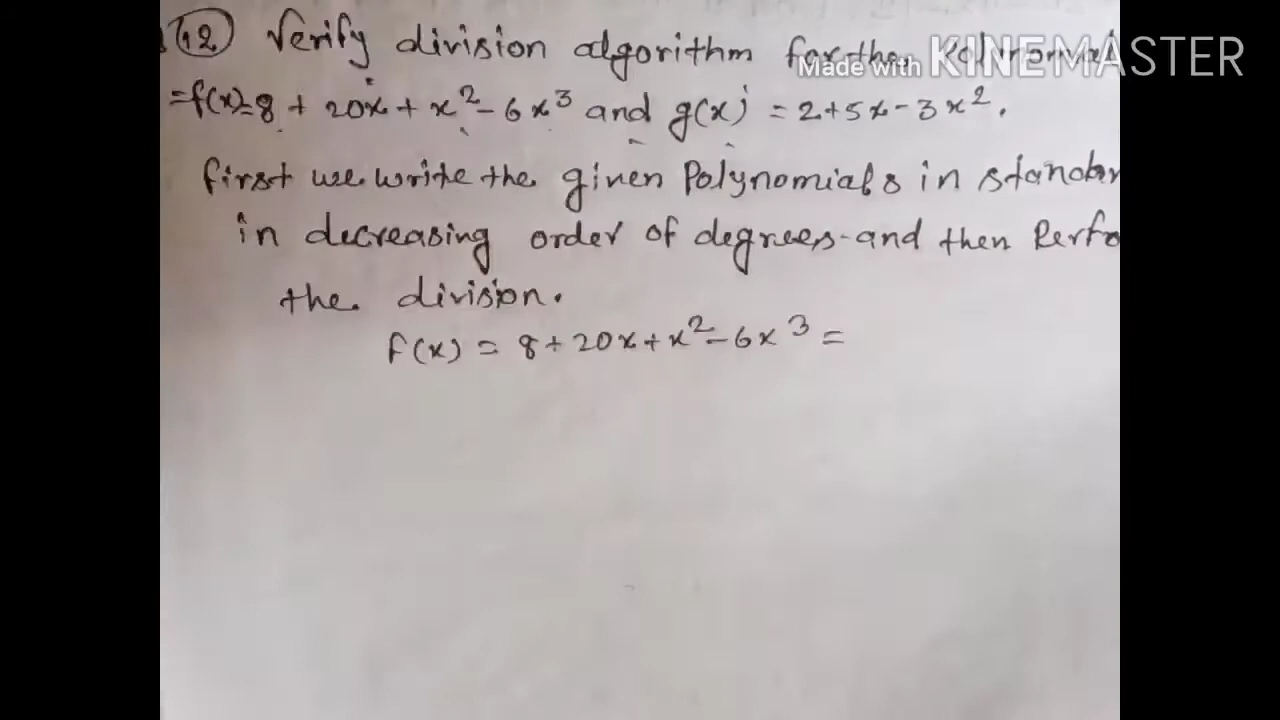 12 Verify division algorithm for the Polynomial
Made with KINEMASTER
=f(x)=8 + 20x + x² - 6x³ and g(x) = 2+5x-3x².
first we write the given Polynomials in standar
in decreasing order of degrees and then Perfo
the division.
f(x) = 8+20x+x²-6x³ =